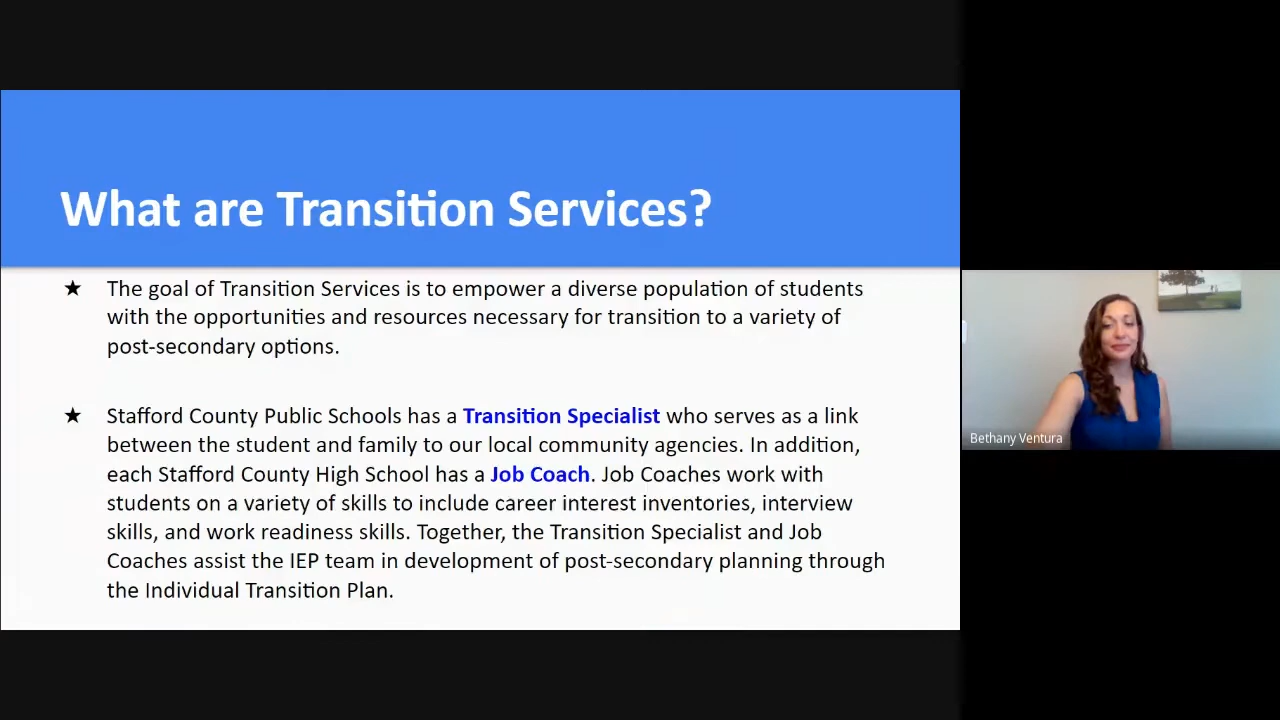 What are Transition Services?
★ The goal of Transition Services is to empower a diverse population of students
with the opportunities and resources necessary for transition to a variety of
post-secondary options.
★ Stafford County Public Schools has a Transition Specialist who serves as a link
between the student and family to our local community agencies. In addition,
each Stafford County High School has a Job Coach. Job Coaches work with
students on a variety of skills to include career interest inventories, interview
skills, and work readiness skills. Together, the Transition Specialist and Job
Coaches assist the IEP team in development of post-secondary planning through
the Individual Transition Plan.
Bethany Ventura